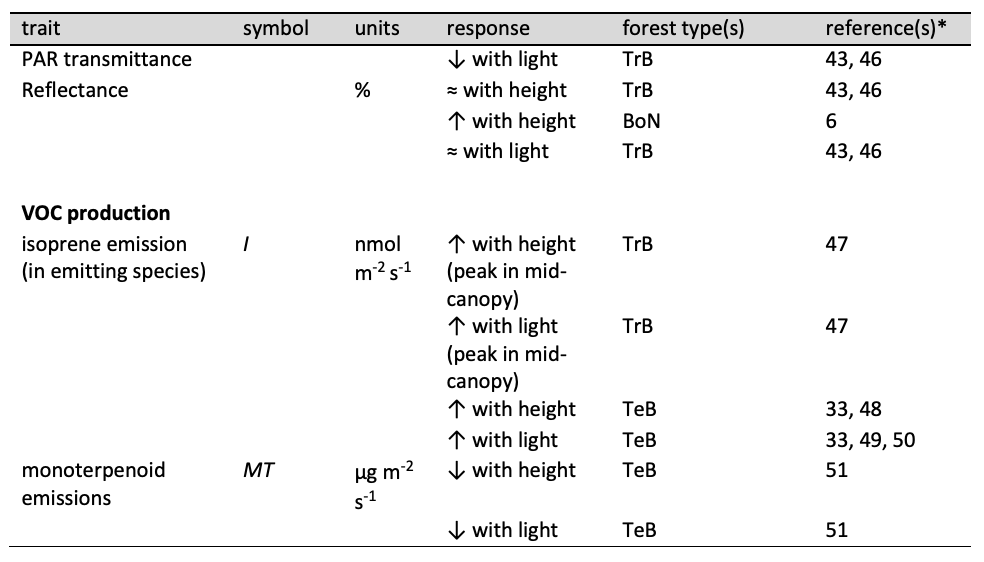 trait symbol units response forest type(s) reference(s)*
PAR transmittance ↓ with light TrB 43, 46
Reflectance % ≈ with height TrB 43, 46
↑ with height BoN 6
≈ with light TrB 43, 46
VOC production
isoprene emission I nmol ↑ with height TrB 47
(in emitting species) m⁻² s⁻¹ (peak in mid-
canopy)
↑ with light TrB 47
(peak in mid-
canopy)
↑ with height TeB 33, 48
↑ with light TeB 33, 49, 50
monoterpenoid MT µg m⁻² ↓ with height TeB 51
emissions s⁻¹
↓ with light TeB 51